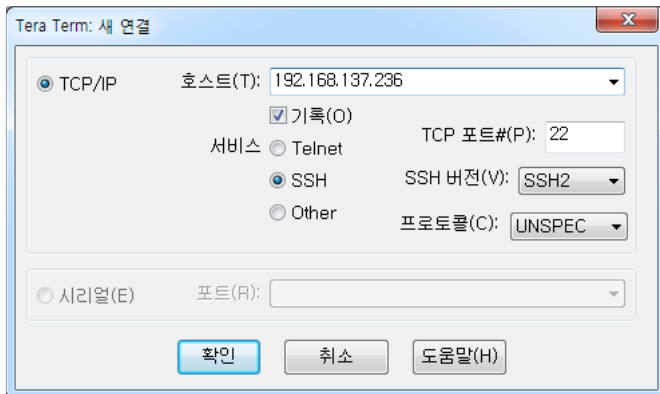 Tera Term: 새 연결
TCP/IP
호스트(T): 192.168.137.236
기록(O)
서비스
Telnet
TCP 포트#(P): 22
SSH
SSH 버전(V): SSH2
Other
프로토콜(C): UNSPEC
시리얼(E)
포트(R):
확인
취소
도움말(H)